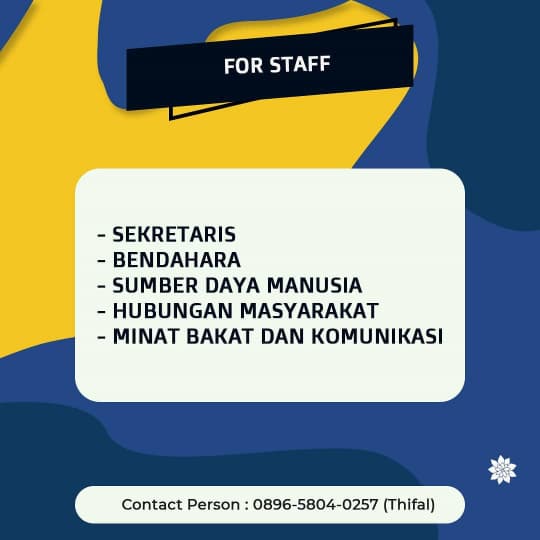 FOR STAFF
- SEKRETARIS
- BENDAHARA
- SUMBER DAYA MANUSIA
- HUBUNGAN MASYARAKAT
- MINAT BAKAT DAN KOMUNIKASI
Contact Person : 0896-5804-0257 (Thifal)